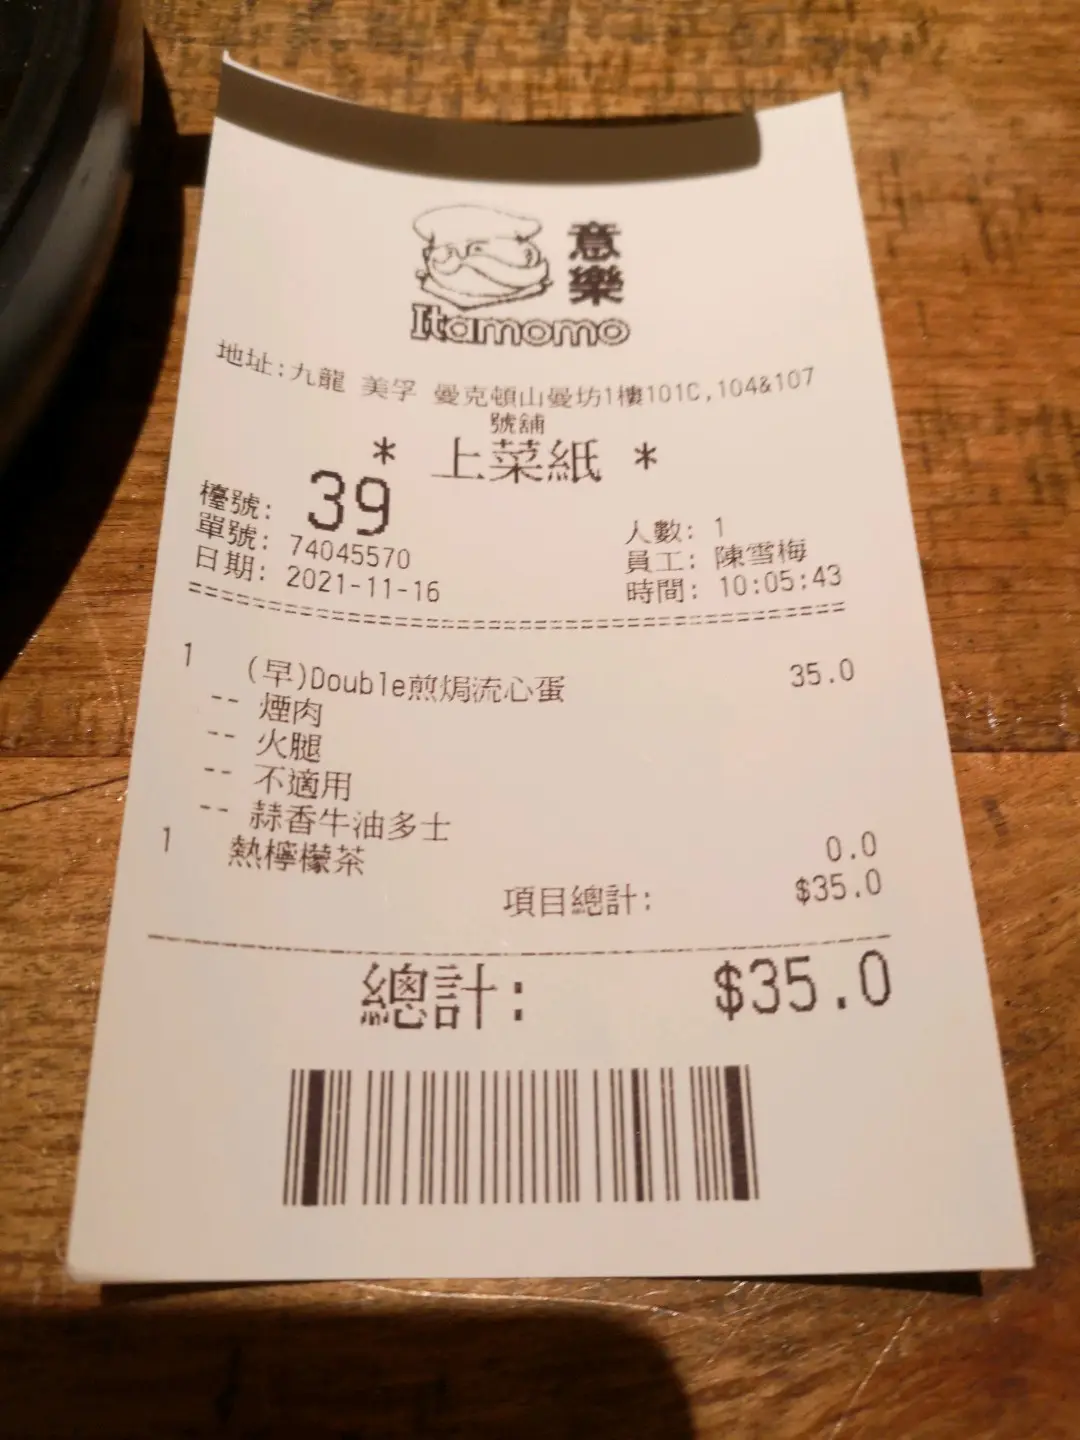 意樂
Itamomo
地址:九龍 美孚 曼克頓山曼坊1樓101C,104&107
號舖
* 上菜紙 *
檯號: 39 人數: 1
單號: 74045570 員工: 陳雪梅
日期: 2021-11-16 時間: 10:05:43
1 (早)Double煎焗流心蛋 35.0
-- 煙肉
-- 火腿
-- 不適用
-- 蒜香牛油多士
1 熱檸檬茶 0.0
項目總計: $35.0
總計: $35.0